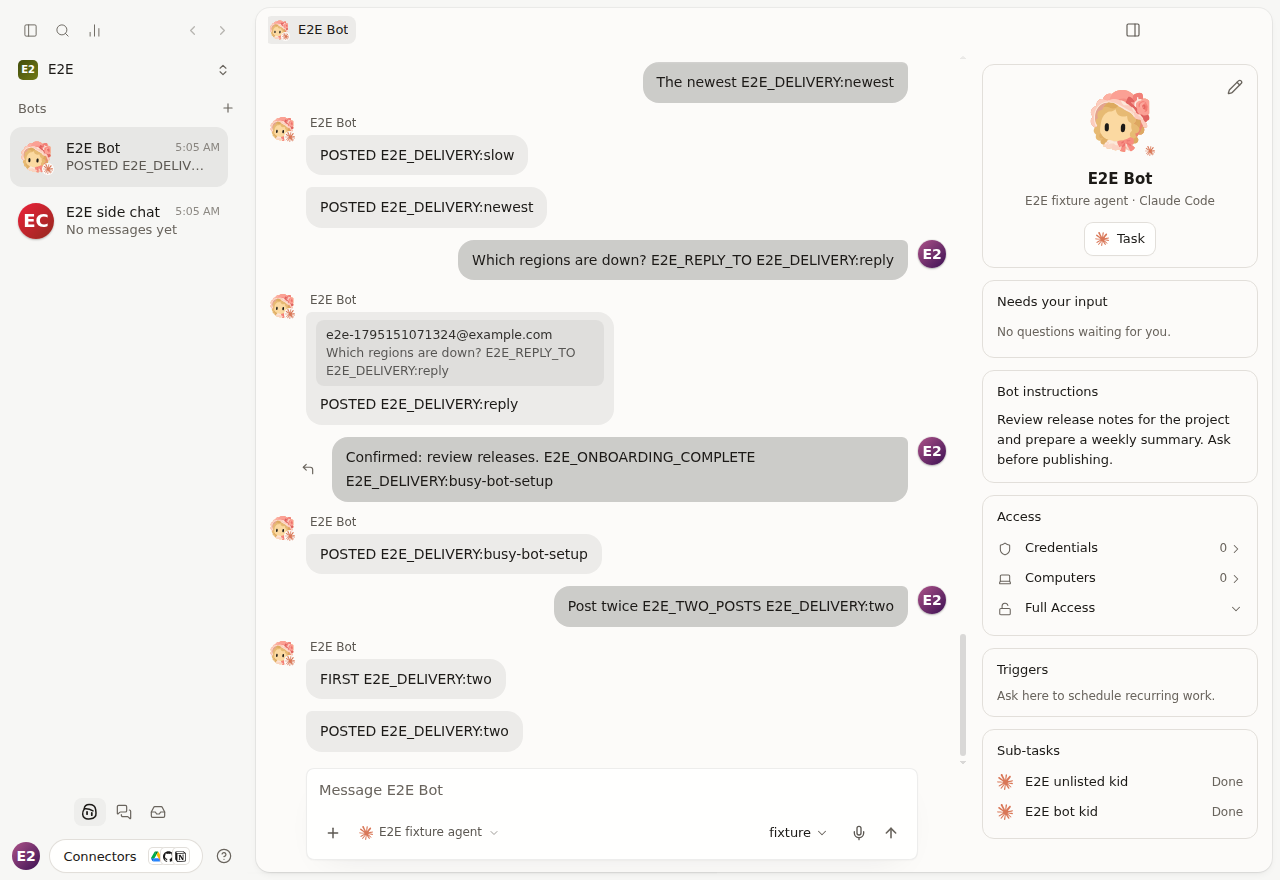 E2 E2E
Bots
E2E Bot 5:05 AM
POSTED E2E_DELIV...
EC E2E side chat 5:05 AM
No messages yet
E2 Connectors
E2E Bot
The newest E2E_DELIVERY:newest
E2E Bot
POSTED E2E_DELIVERY:slow
POSTED E2E_DELIVERY:newest
Which regions are down? E2E_REPLY_TO E2E_DELIVERY:reply E2
E2E Bot
e2e-1795151071324@example.com
Which regions are down? E2E_REPLY_TO
E2E_DELIVERY:reply
POSTED E2E_DELIVERY:reply
Confirmed: review releases. E2E_ONBOARDING_COMPLETE E2
E2E_DELIVERY:busy-bot-setup
E2E Bot
POSTED E2E_DELIVERY:busy-bot-setup
Post twice E2E_TWO_POSTS E2E_DELIVERY:two E2
E2E Bot
FIRST E2E_DELIVERY:two
POSTED E2E_DELIVERY:two
Message E2E Bot
E2E fixture agent fixture
E2E Bot
E2E fixture agent · Claude Code
Task
Needs your input
No questions waiting for you.
Bot instructions
Review release notes for the project
and prepare a weekly summary. Ask
before publishing.
Access
Credentials 0
Computers 0
Full Access
Triggers
Ask here to schedule recurring work.
Sub-tasks
E2E unlisted kid Done
E2E bot kid Done